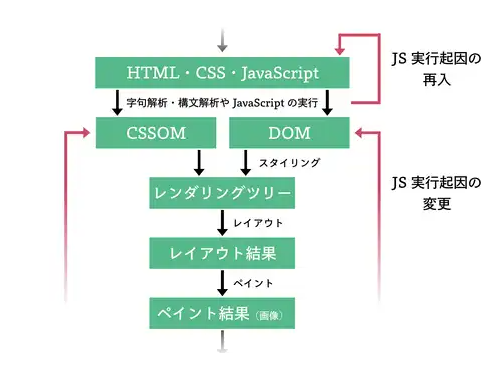 HTML・CSS・JavaScript
JS 実行起因の
再入
字句解析・構文解析や JavaScript の実行
CSSOM
DOM
スタイリング
JS 実行起因の
変更
レンダリングツリー
レイアウト
レイアウト結果
ペイント
ペイント結果（画像）